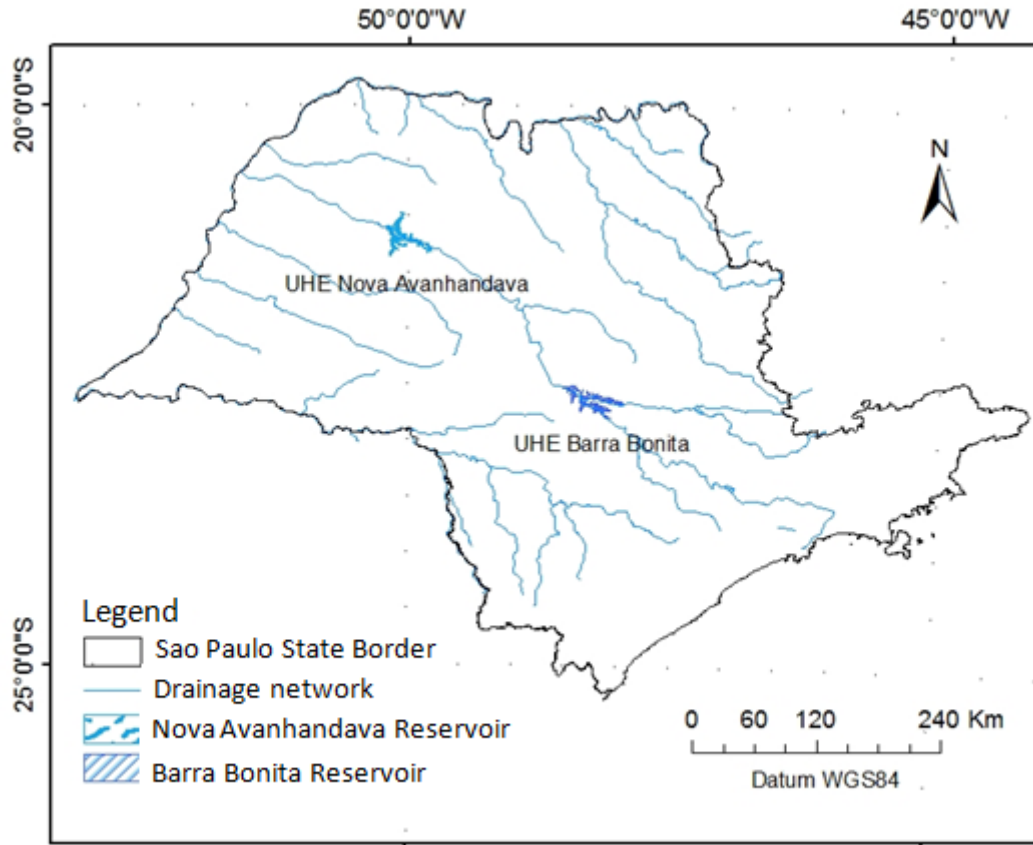 50°0'0"W
45°0'0"W
20°0'0"S
N
UHE Nova Avanhandava
UHE Barra Bonita
25°0'0"S
Legend
Sao Paulo State Border
Drainage network
Nova Avanhandava Reservoir
Barra Bonita Reservoir
0 60 120 240 Km
Datum WGS84